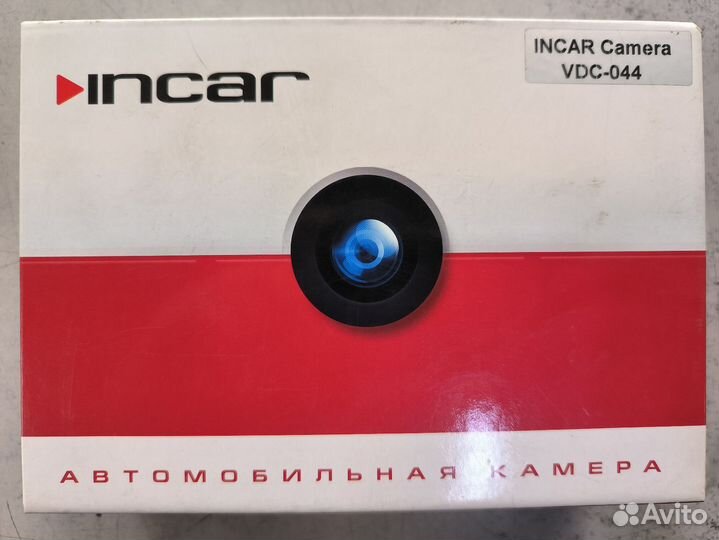 incar
INCAR Camera
VDC-044
АВТОМОБИЛЬНАЯ КАМЕРА
Avito